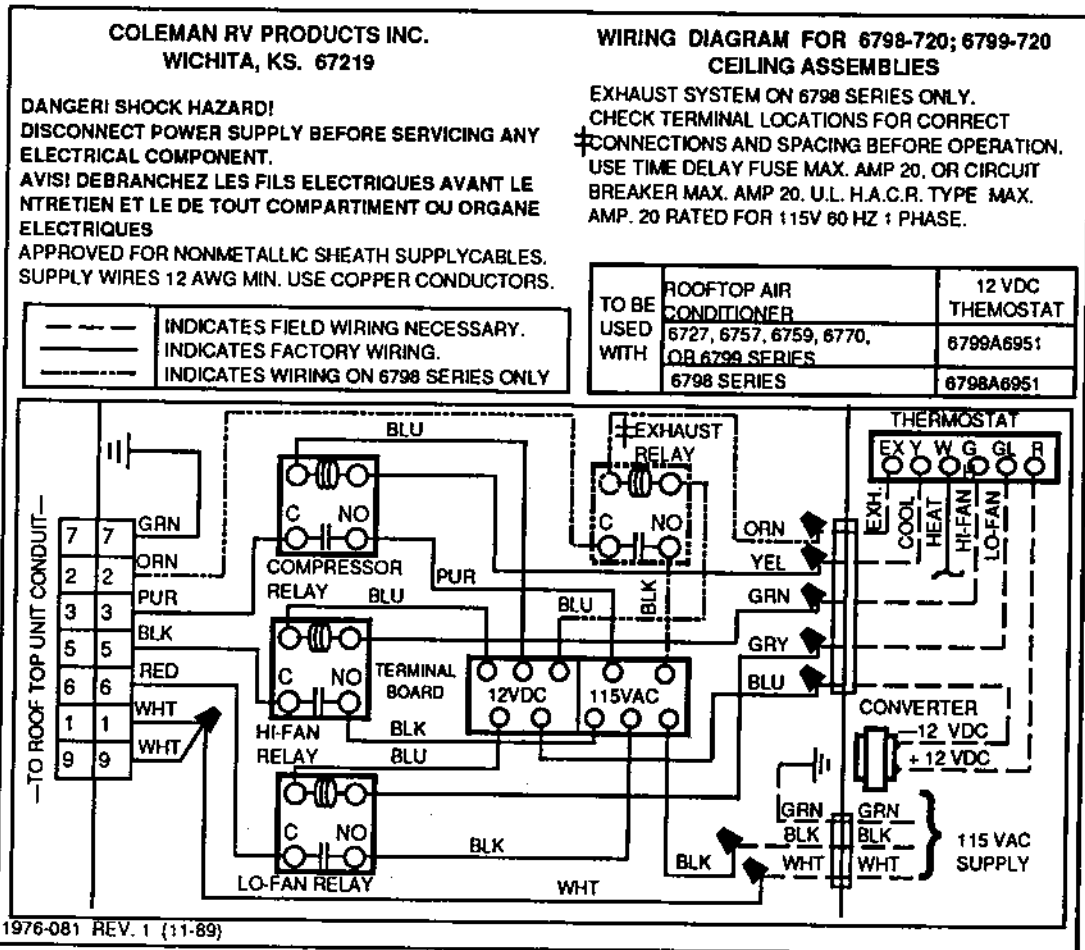 COLEMAN RV PRODUCTS INC.
WICHITA, KS. 67219
DANGER! SHOCK HAZARD!
DISCONNECT POWER SUPPLY BEFORE SERVICING ANY
ELECTRICAL COMPONENT.
AVIS! DEBRANCHEZ LES FILS ELECTRIQUES AVANT LE
NTRETIEN ET LE DE TOUT COMPARTIMENT OU ORGANE
ELECTRIQUES
APPROVED FOR NONMETALLIC SHEATH SUPPLYCABLES.
SUPPLY WIRES 12 AWG MIN. USE COPPER CONDUCTORS.
WIRING DIAGRAM FOR 6798-720; 6799-720
CEILING ASSEMBLIES
EXHAUST SYSTEM ON 6798 SERIES ONLY.
CHECK TERMINAL LOCATIONS FOR CORRECT
‡CONNECTIONS AND SPACING BEFORE OPERATION.
USE TIME DELAY FUSE MAX. AMP 20, OR CIRCUIT
BREAKER MAX. AMP 20. U.L. H.A.C.R. TYPE MAX.
AMP. 20 RATED FOR 115V 60 HZ 1 PHASE.
INDICATES FIELD WIRING NECESSARY.
INDICATES FACTORY WIRING.
INDICATES WIRING ON 6798 SERIES ONLY
TO BE USED WITH
ROOFTOP AIR CONDITIONER
12 VDC THEMOSTAT
6727, 6757, 6759, 6770,
OR 6799 SERIES
6799A6951
6798 SERIES
6798A6951
—TO ROOF TOP UNIT CONDUIT—
7 7 GRN
2 2 ORN
3 3 PUR
5 5 BLK
6 6 RED
1 1 WHT
9 9 WHT
BLU
C NO
COMPRESSOR
RELAY
PUR
BLU
C NO
HI-FAN
RELAY
BLK
BLU
C NO
LO-FAN RELAY
BLK
WHT
‡EXHAUST
RELAY
C NO
BLU
BLK
TERMINAL
BOARD
12VDC
115VAC
BLK
ORN
YEL
GRN
GRY
BLU
THERMOSTAT
EX Y W G GL R
EXH.
COOL
HEAT
HI-FAN
LO-FAN
CONVERTER
—12 VDC
+ 12 VDC
GRN GRN
BLK BLK
WHT WHT
115 VAC
SUPPLY
1976-081 REV. 1 (11-89)